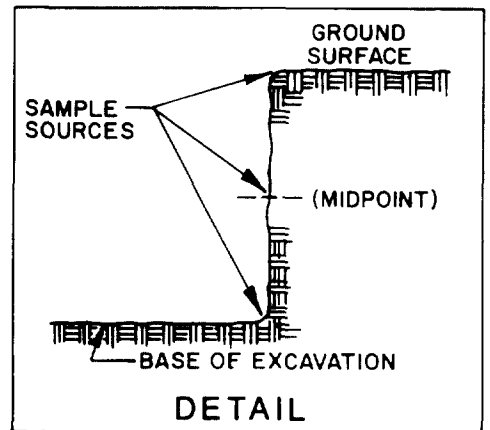 GROUND
SURFACE
SAMPLE
SOURCES
(MIDPOINT)
BASE OF EXCAVATION
DETAIL